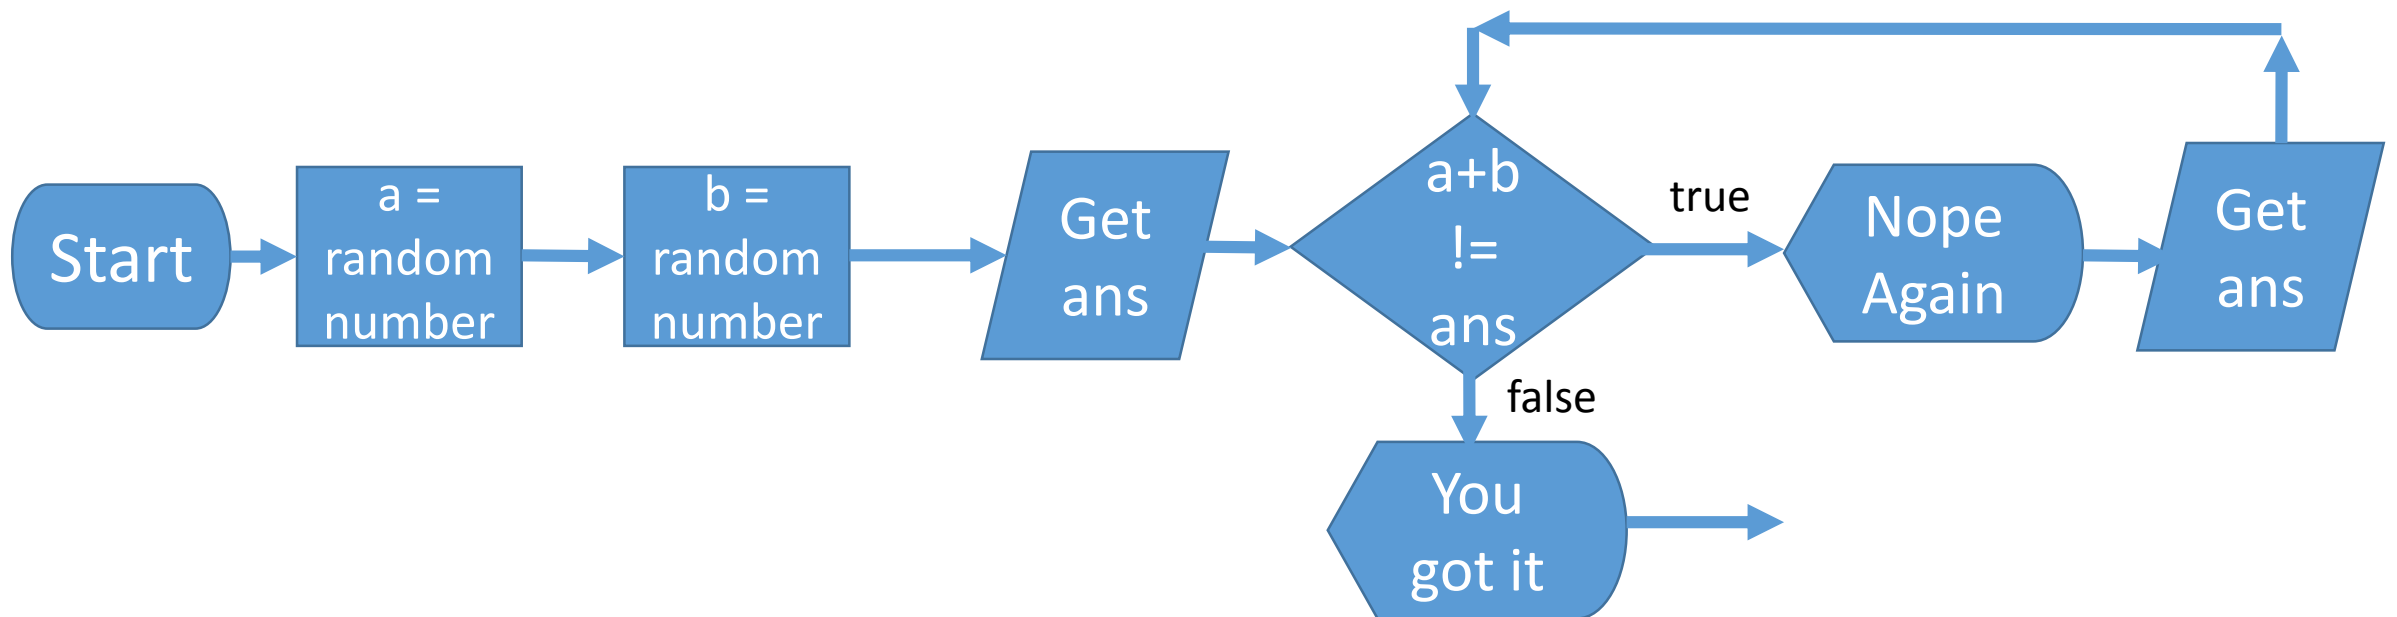 Start
a =
random
number
b =
random
number
Get
ans
a+b
!=
ans
true
Nope
Again
Get
ans
false
You
got it